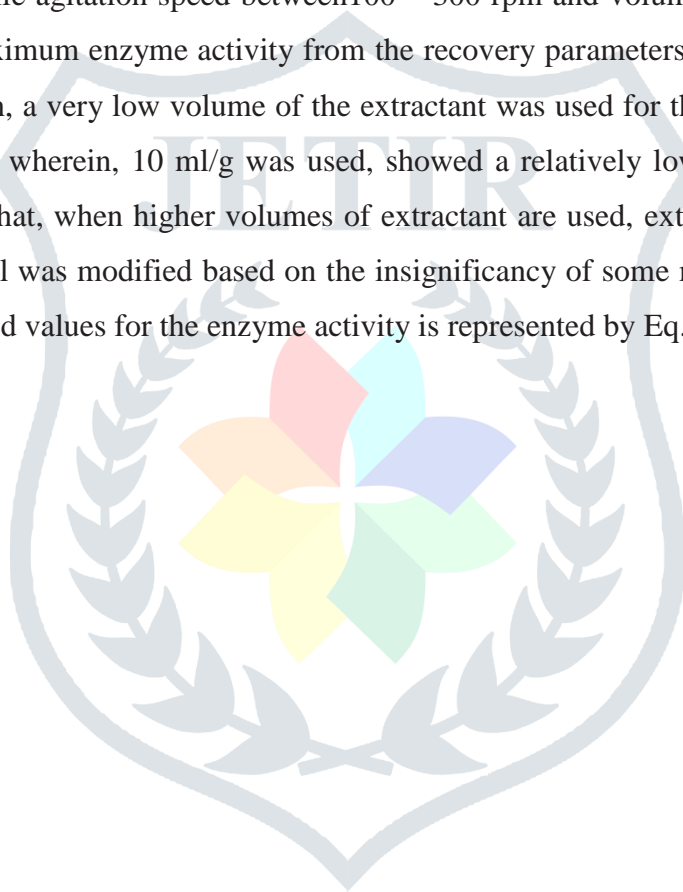 agitation speed between100 – 300 rpm and volum
ximum enzyme activity from the recovery parameters
, a very low volume of the extractant was used for th
wherein, 10 ml/g was used, showed a relatively lov
hat, when higher volumes of extractant are used, ext
l was modified based on the insignificancy of some
d values for the enzyme activity is represented by Eq.
JETIR